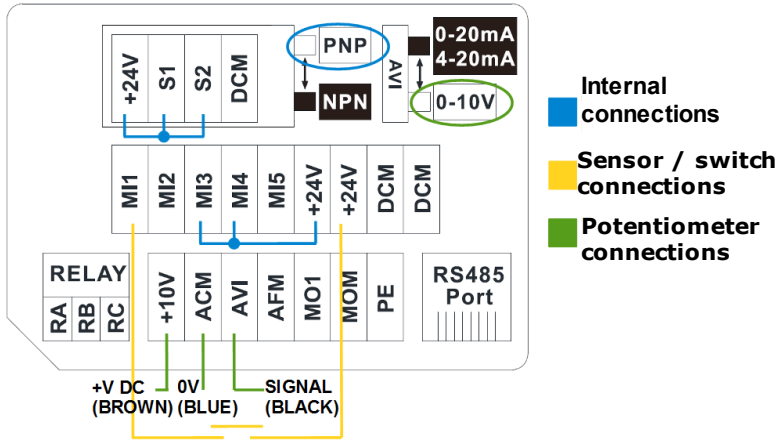 +24V S1 S2 DCM
PNP
NPN
AVI
0-20mA
4-20mA
0-10V
Internal
connections
Sensor / switch
connections
Potentiometer
connections
MI1 MI2 MI3 MI4 MI5 +24V +24V DCM DCM
RELAY
RA RB RC
+10V ACM AVI AFM MO1 MOM PE
RS485
Port
+V DC 0V SIGNAL
(BROWN) (BLUE) (BLACK)